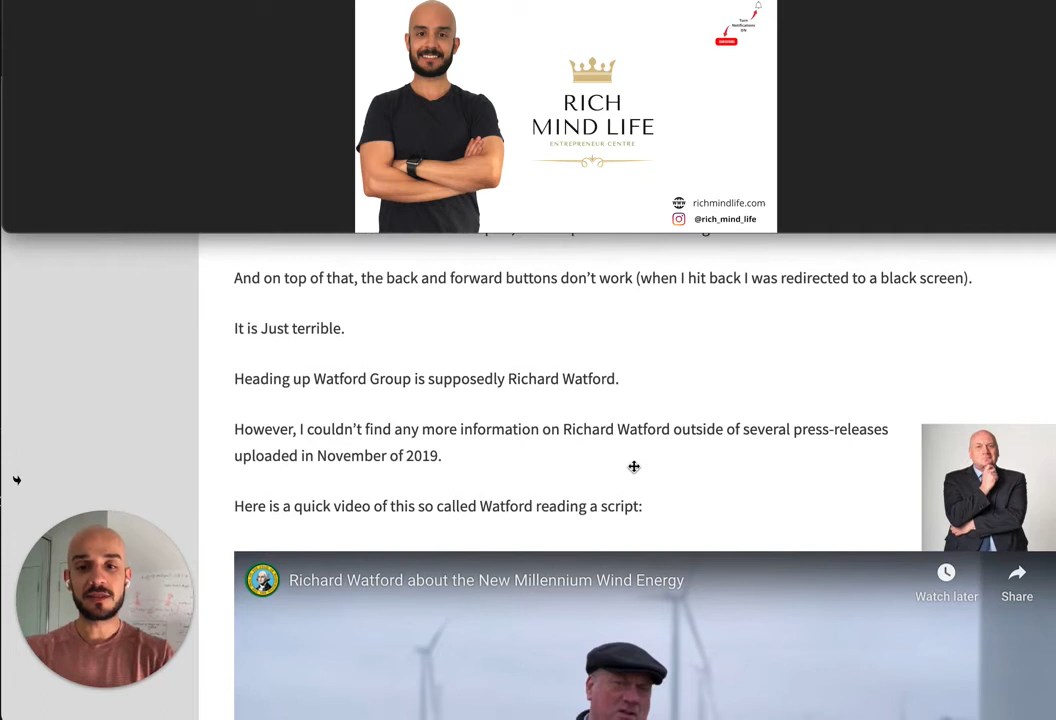 Turn
Notifications
ON
SUBSCRIBE
RICH
MIND LIFE
ENTREPRENEUR CENTRE
richmindlife.com
@rich_mind_life
And on top of that, the back and forward buttons don’t work (when I hit back I was redirected to a black screen).
It is Just terrible.
Heading up Watford Group is supposedly Richard Watford.
However, I couldn’t find any more information on Richard Watford outside of several press-releases
uploaded in November of 2019.
Here is a quick video of this so called Watford reading a script:
Richard Watford about the New Millennium Wind Energy
Watch later
Share